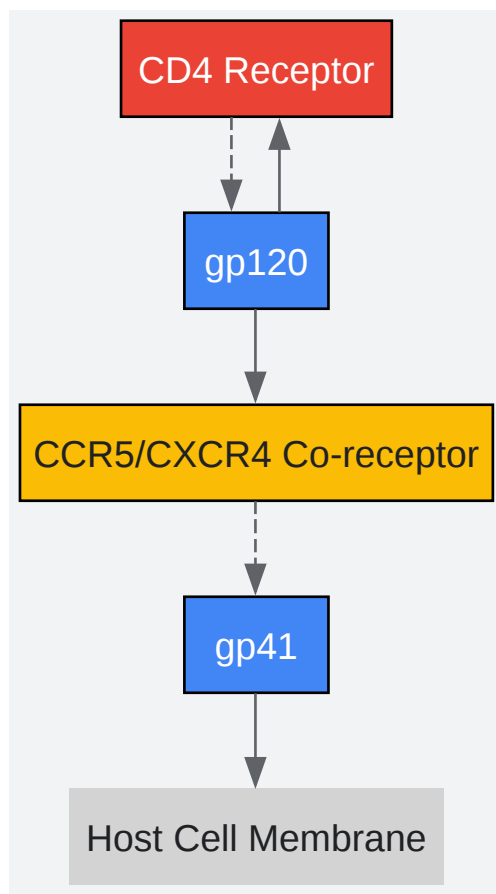 CD4 Receptor
gp120
CCR5/CXCR4 Co-receptor
gp41
Host Cell Membrane